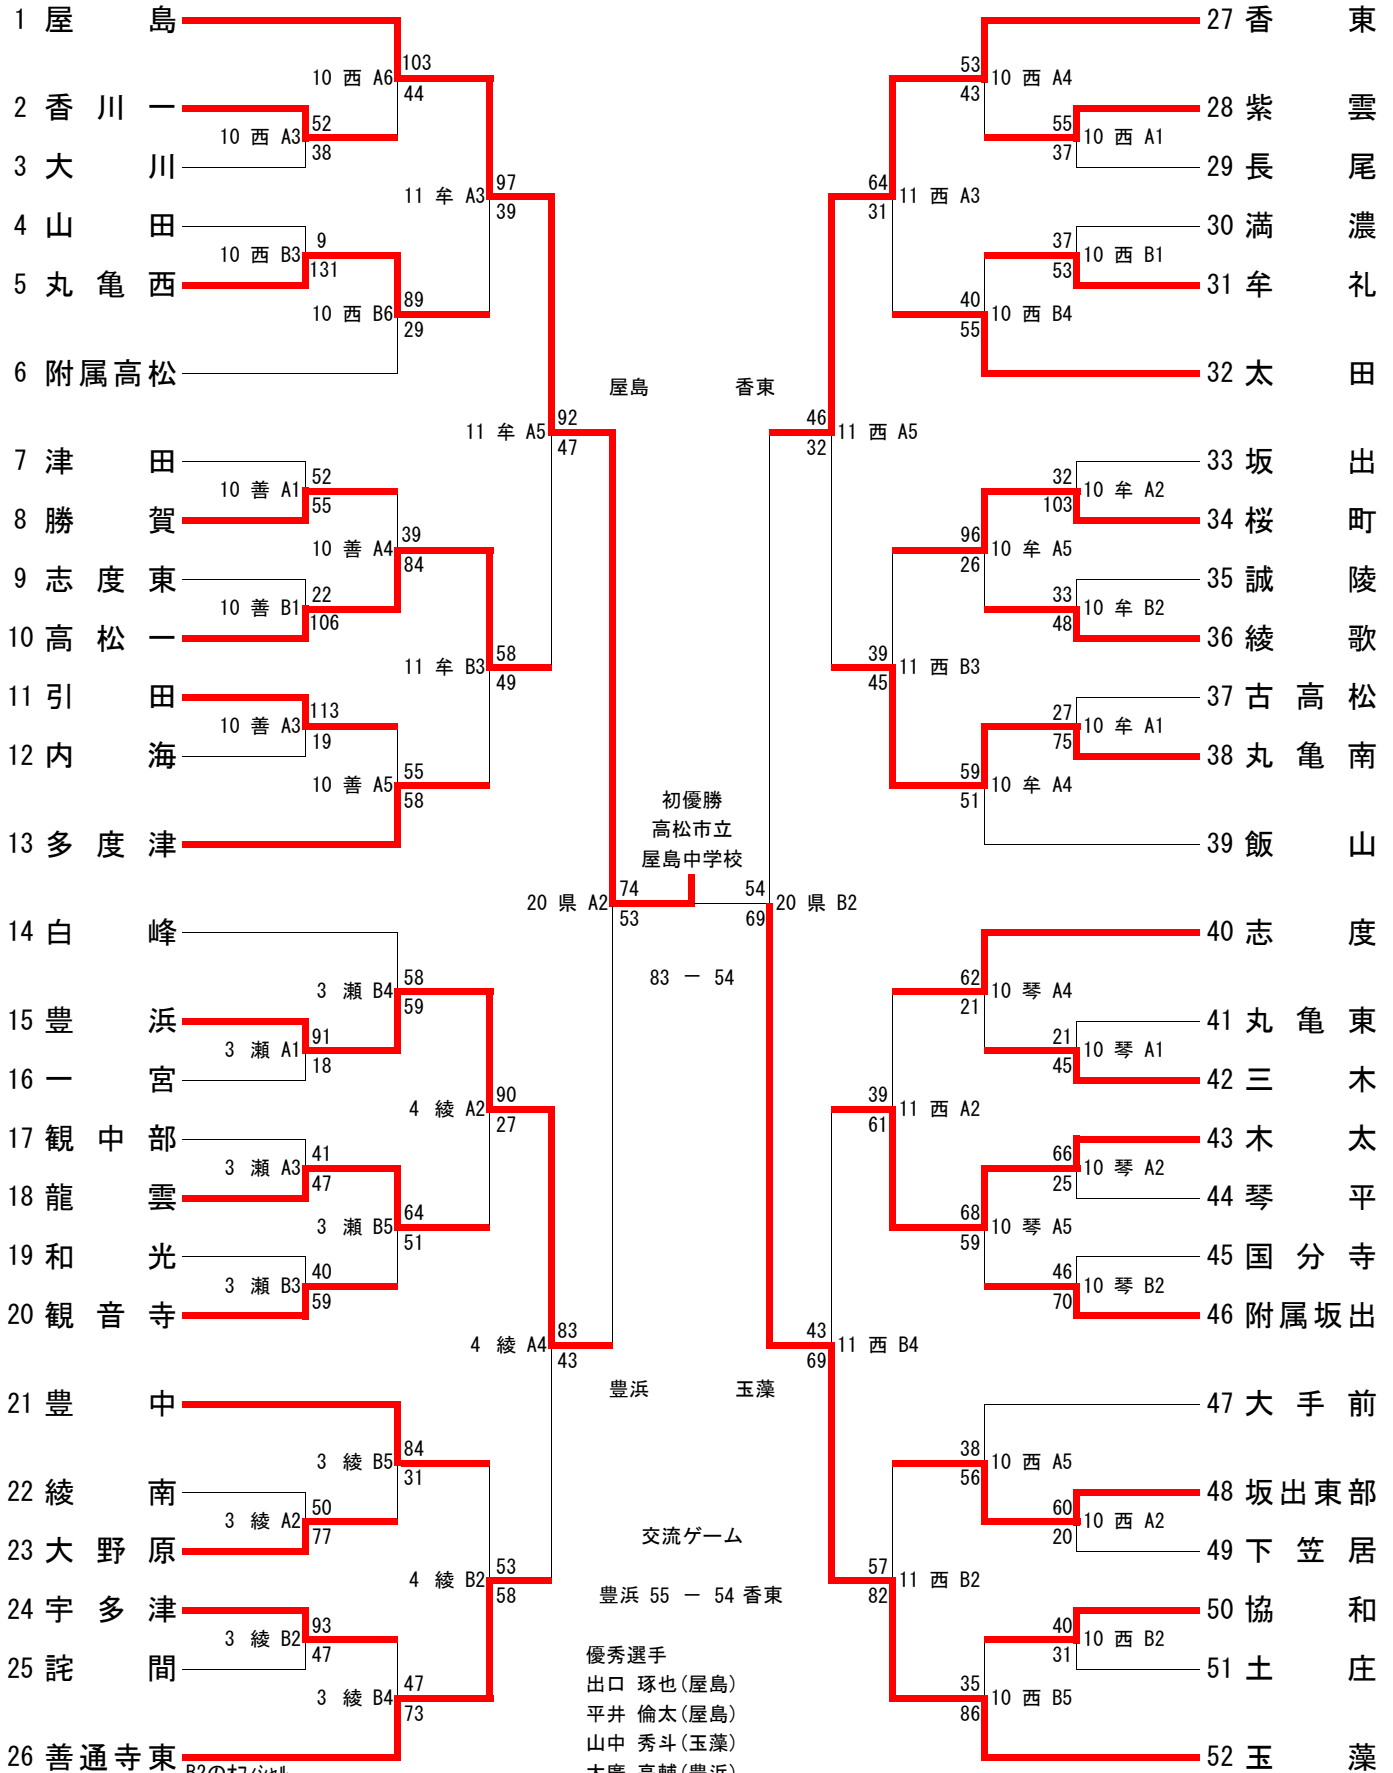 1 屋島
103
10 西 A6
44
2 香川一
52
10 西 A3
38
3 大川
97
11 牟 A3
39
4 山田
9
10 西 B3
131
5 丸亀西
89
10 西 B6
29
6 附属高松
屋島
92
11 牟 A5
47
7 津田
52
10 善 A1
55
8 勝賀
39
10 善 A4
84
9 志度東
22
10 善 B1
106
10 高松一
58
11 牟 B3
49
11 引田
113
10 善 A3
19
12 内海
55
10 善 A5
58
13 多度津
初優勝
高松市立
屋島中学校
74
20 県 A2
53
83 ー 54
14 白峰
58
3 瀬 B4
59
15 豊浜
91
3 瀬 A1
18
16 一宮
90
4 綾 A2
27
17 観中部
41
3 瀬 A3
47
18 龍雲
64
3 瀬 B5
51
19 和光
40
3 瀬 B3
59
20 観音寺
83
4 綾 A4
43
豊浜
21 豊中
84
3 綾 B5
31
22 綾南
50
3 綾 A2
77
23 大野原
53
4 綾 B2
58
24 宇多津
93
3 綾 B2
47
25 詫間
47
3 綾 B4
73
26 善通寺東
B2のオフィシャル
27 香東
53
10 西 A4
43
28 紫雲
55
10 西 A1
37
29 長尾
64
11 西 A3
31
30 満濃
37
10 西 B1
53
31 牟礼
40
10 西 B4
55
32 太田
香東
46
11 西 A5
32
33 坂出
32
10 牟 A2
103
34 桜町
96
10 牟 A5
26
35 誠陵
33
10 牟 B2
48
36 綾歌
39
11 西 B3
45
37 古高松
27
10 牟 A1
75
38 丸亀南
59
10 牟 A4
51
39 飯山
54
20 県 B2
69
40 志度
62
10 琴 A4
21
41 丸亀東
21
10 琴 A1
45
42 三木
39
11 西 A2
61
43 木太
66
10 琴 A2
25
44 琴平
68
10 琴 A5
59
45 国分寺
46
10 琴 B2
70
46 附属坂出
43
11 西 B4
69
玉藻
47 大手前
38
10 西 A5
56
48 坂出東部
60
10 西 A2
20
49 下笠居
57
11 西 B2
82
50 協和
40
10 西 B2
31
51 土庄
35
10 西 B5
86
52 玉藻
交流ゲーム
豊浜 55 ー 54 香東
優秀選手
出口 琢也(屋島)
平井 倫太(屋島)
山中 秀斗(玉藻)